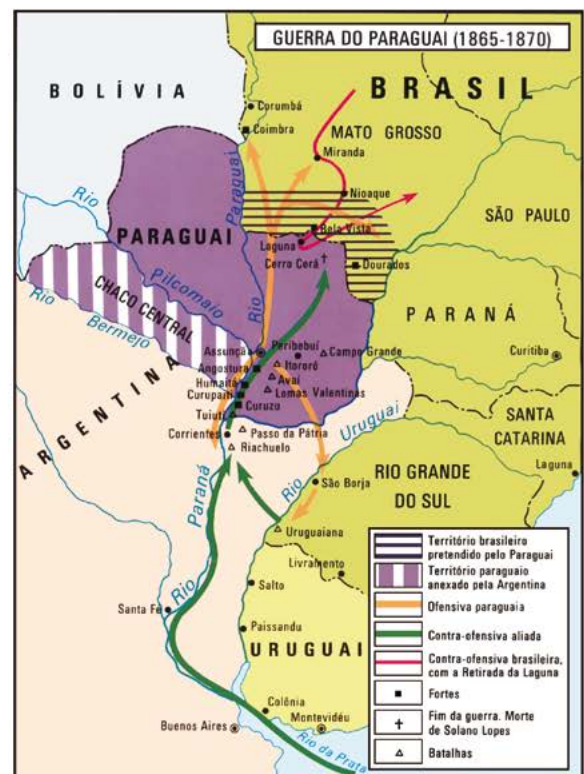 GUERRA DO PARAGUAI (1865-1870)
BOLÍVIA
BRASIL
Corumbá
Coimbra
MATO GROSSO
Miranda
Rio
Paraguai
Nioaque
SÃO PAULO
Bela Vista
PARAGUAI
Laguna
Cerro Corá
Dourados
Rio
Pilcomaio
CHACO CENTRAL
Rio
Bermejo
Rio
PARANÁ
Peribebuí
Assunção
Campo Grande
Curitiba
Angostura
Itororó
Humaitá
Avaí
Curupaiti
Lomas Valentinas
Curuzu
Tuiuti
SANTA
CATARINA
ARGENTINA
Corrientes
Passo da Pátria
Uruguai
Riachuelo
Laguna
Paraná
RIO GRANDE
DO SUL
Rio
São Borja
Uruguaiana
Livramento
Rio
Salto
Santa Fé
Paissandu
URUGUAI
Colônia
Montevidéu
Buenos Aires
Rio da Prata
Território brasileiro
pretendido pelo Paraguai
Território paraguaio
anexado pela Argentina
Ofensiva paraguaia
Contra-ofensiva aliada
Contra-ofensiva brasileira,
com a Retirada da Laguna
Fortes
Fim da guerra. Morte
de Solano Lopes
Batalhas